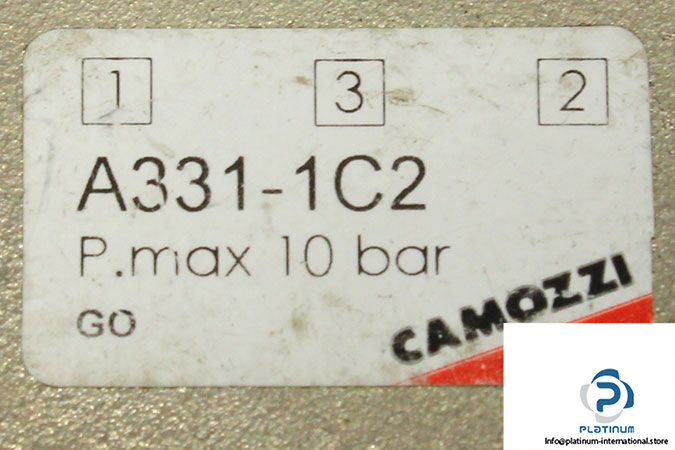 1 3 2
A331-1C2
P.max 10 bar
GO
CAMOZZI
PLATINUM
Info@platinum-international.store